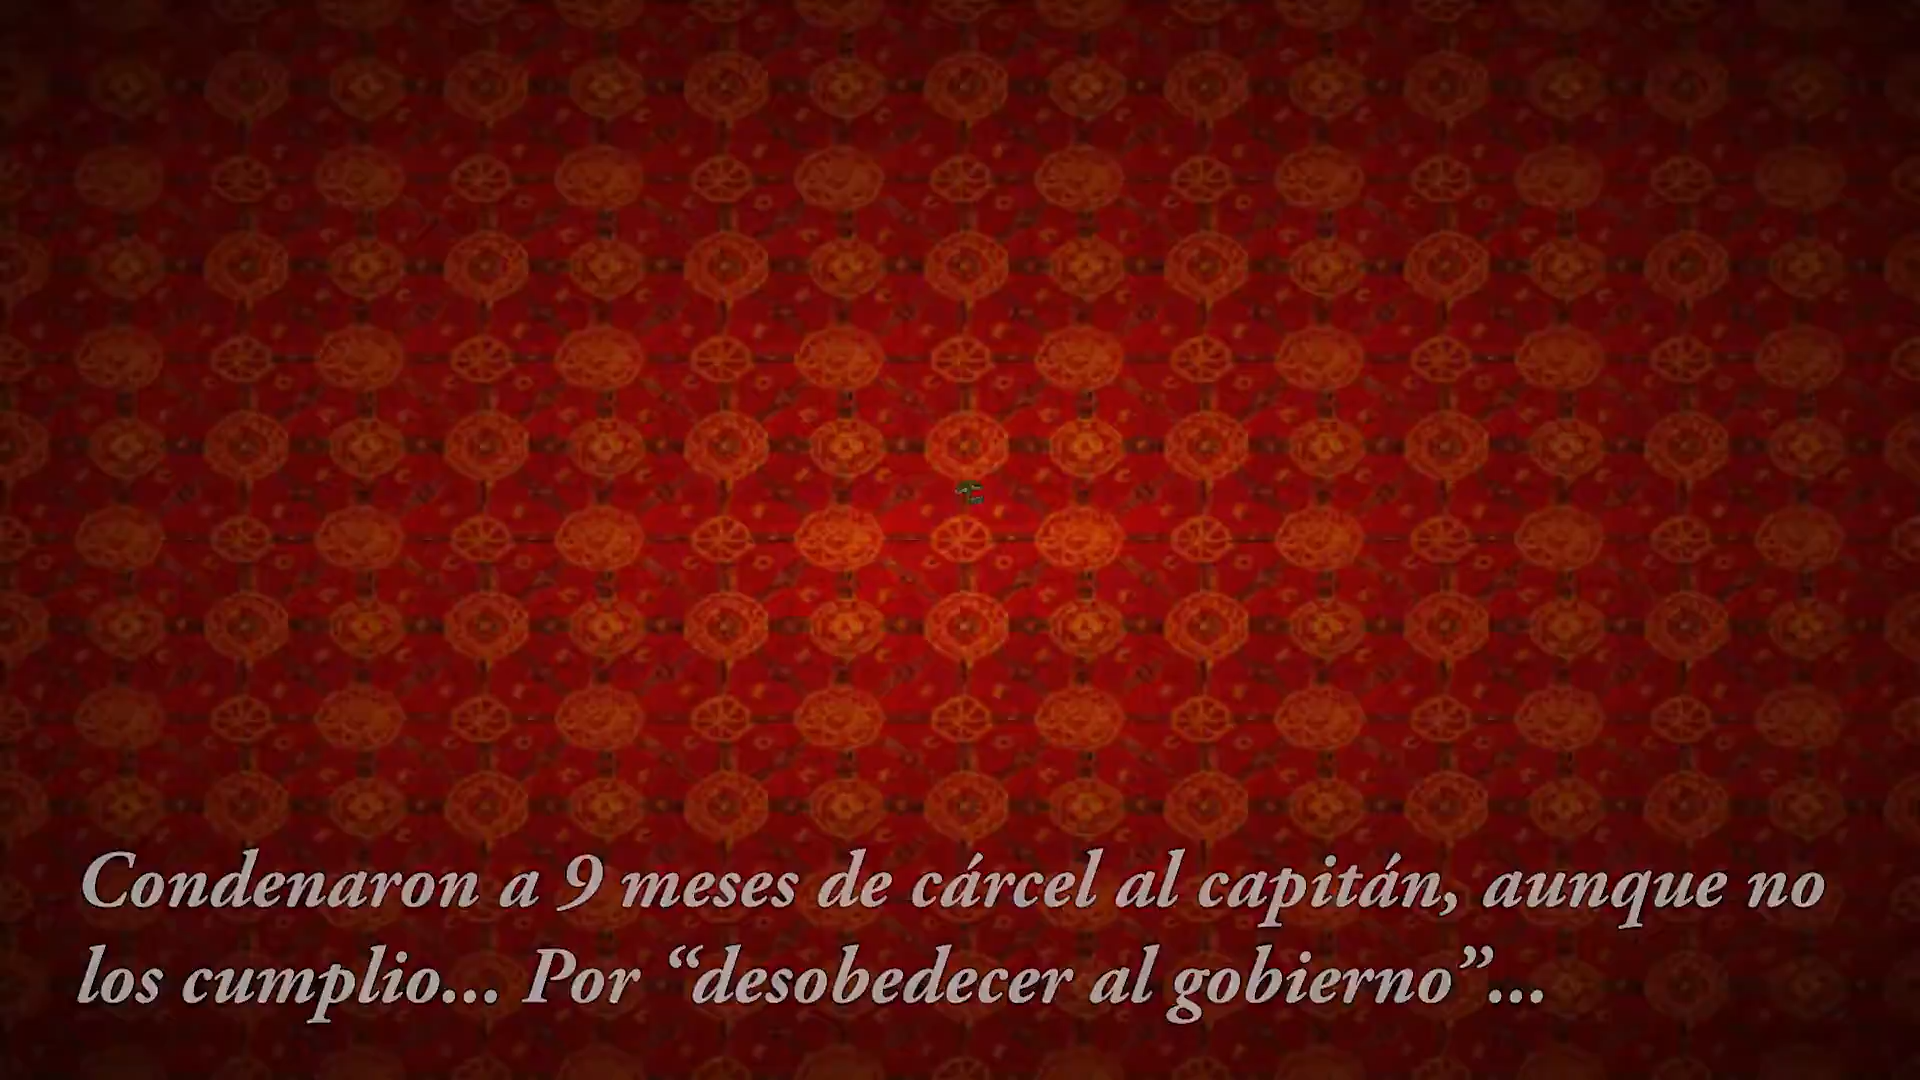 Condenaron a 9 meses de cárcel al capitán, aunque no
los cumplio... Por “desobedecer al gobierno”...